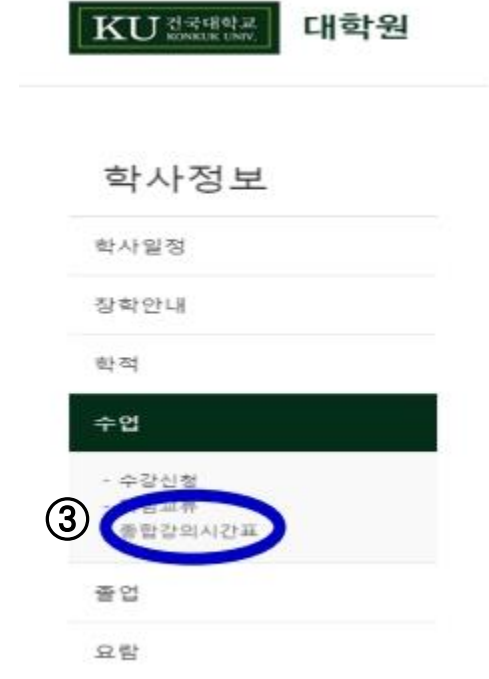 KU 건국대학교 대학원
KONKUK UNIV.
학사정보
학사일정
장학안내
학적
수업
- 수강신청
③
종합강의시간표
졸업
요람